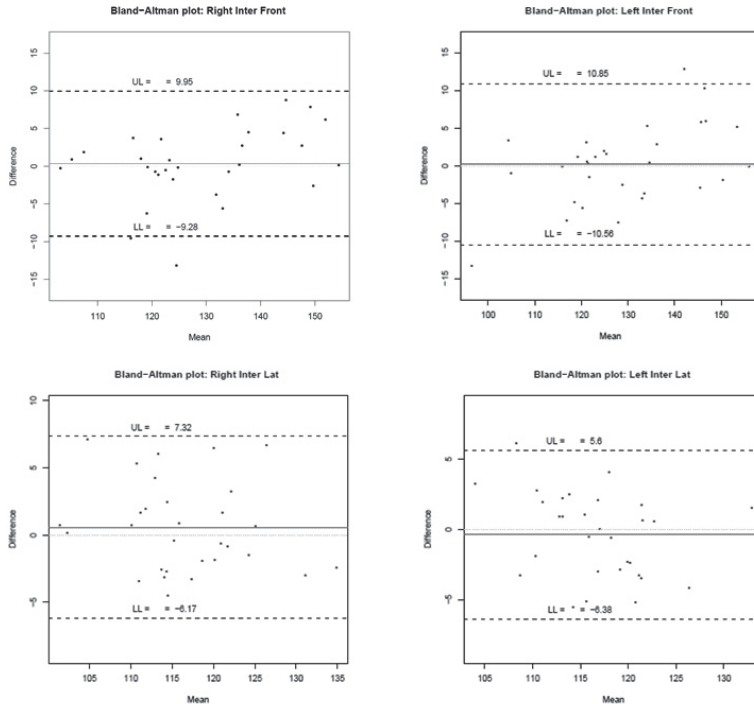 Bland−Altman plot: Right Inter Front
15
10
5
0
−5
−10
−15
Difference
UL = = 9.95
LL = = −9.28
110 120 130 140 150
Mean
Bland−Altman plot: Left Inter Front
15
10
5
0
−5
−10
−15
Difference
UL = = 10.85
LL = = −10.56
100 110 120 130 140 150
Mean
Bland−Altman plot: Right Inter Lat
10
5
0
−5
Difference
UL = = 7.32
LL = = −6.17
105 110 115 120 125 130 135
Mean
Bland−Altman plot: Left Inter Lat
5
0
−5
Difference
UL = = 5.6
LL = = −6.38
105 110 115 120 125 130
Mean